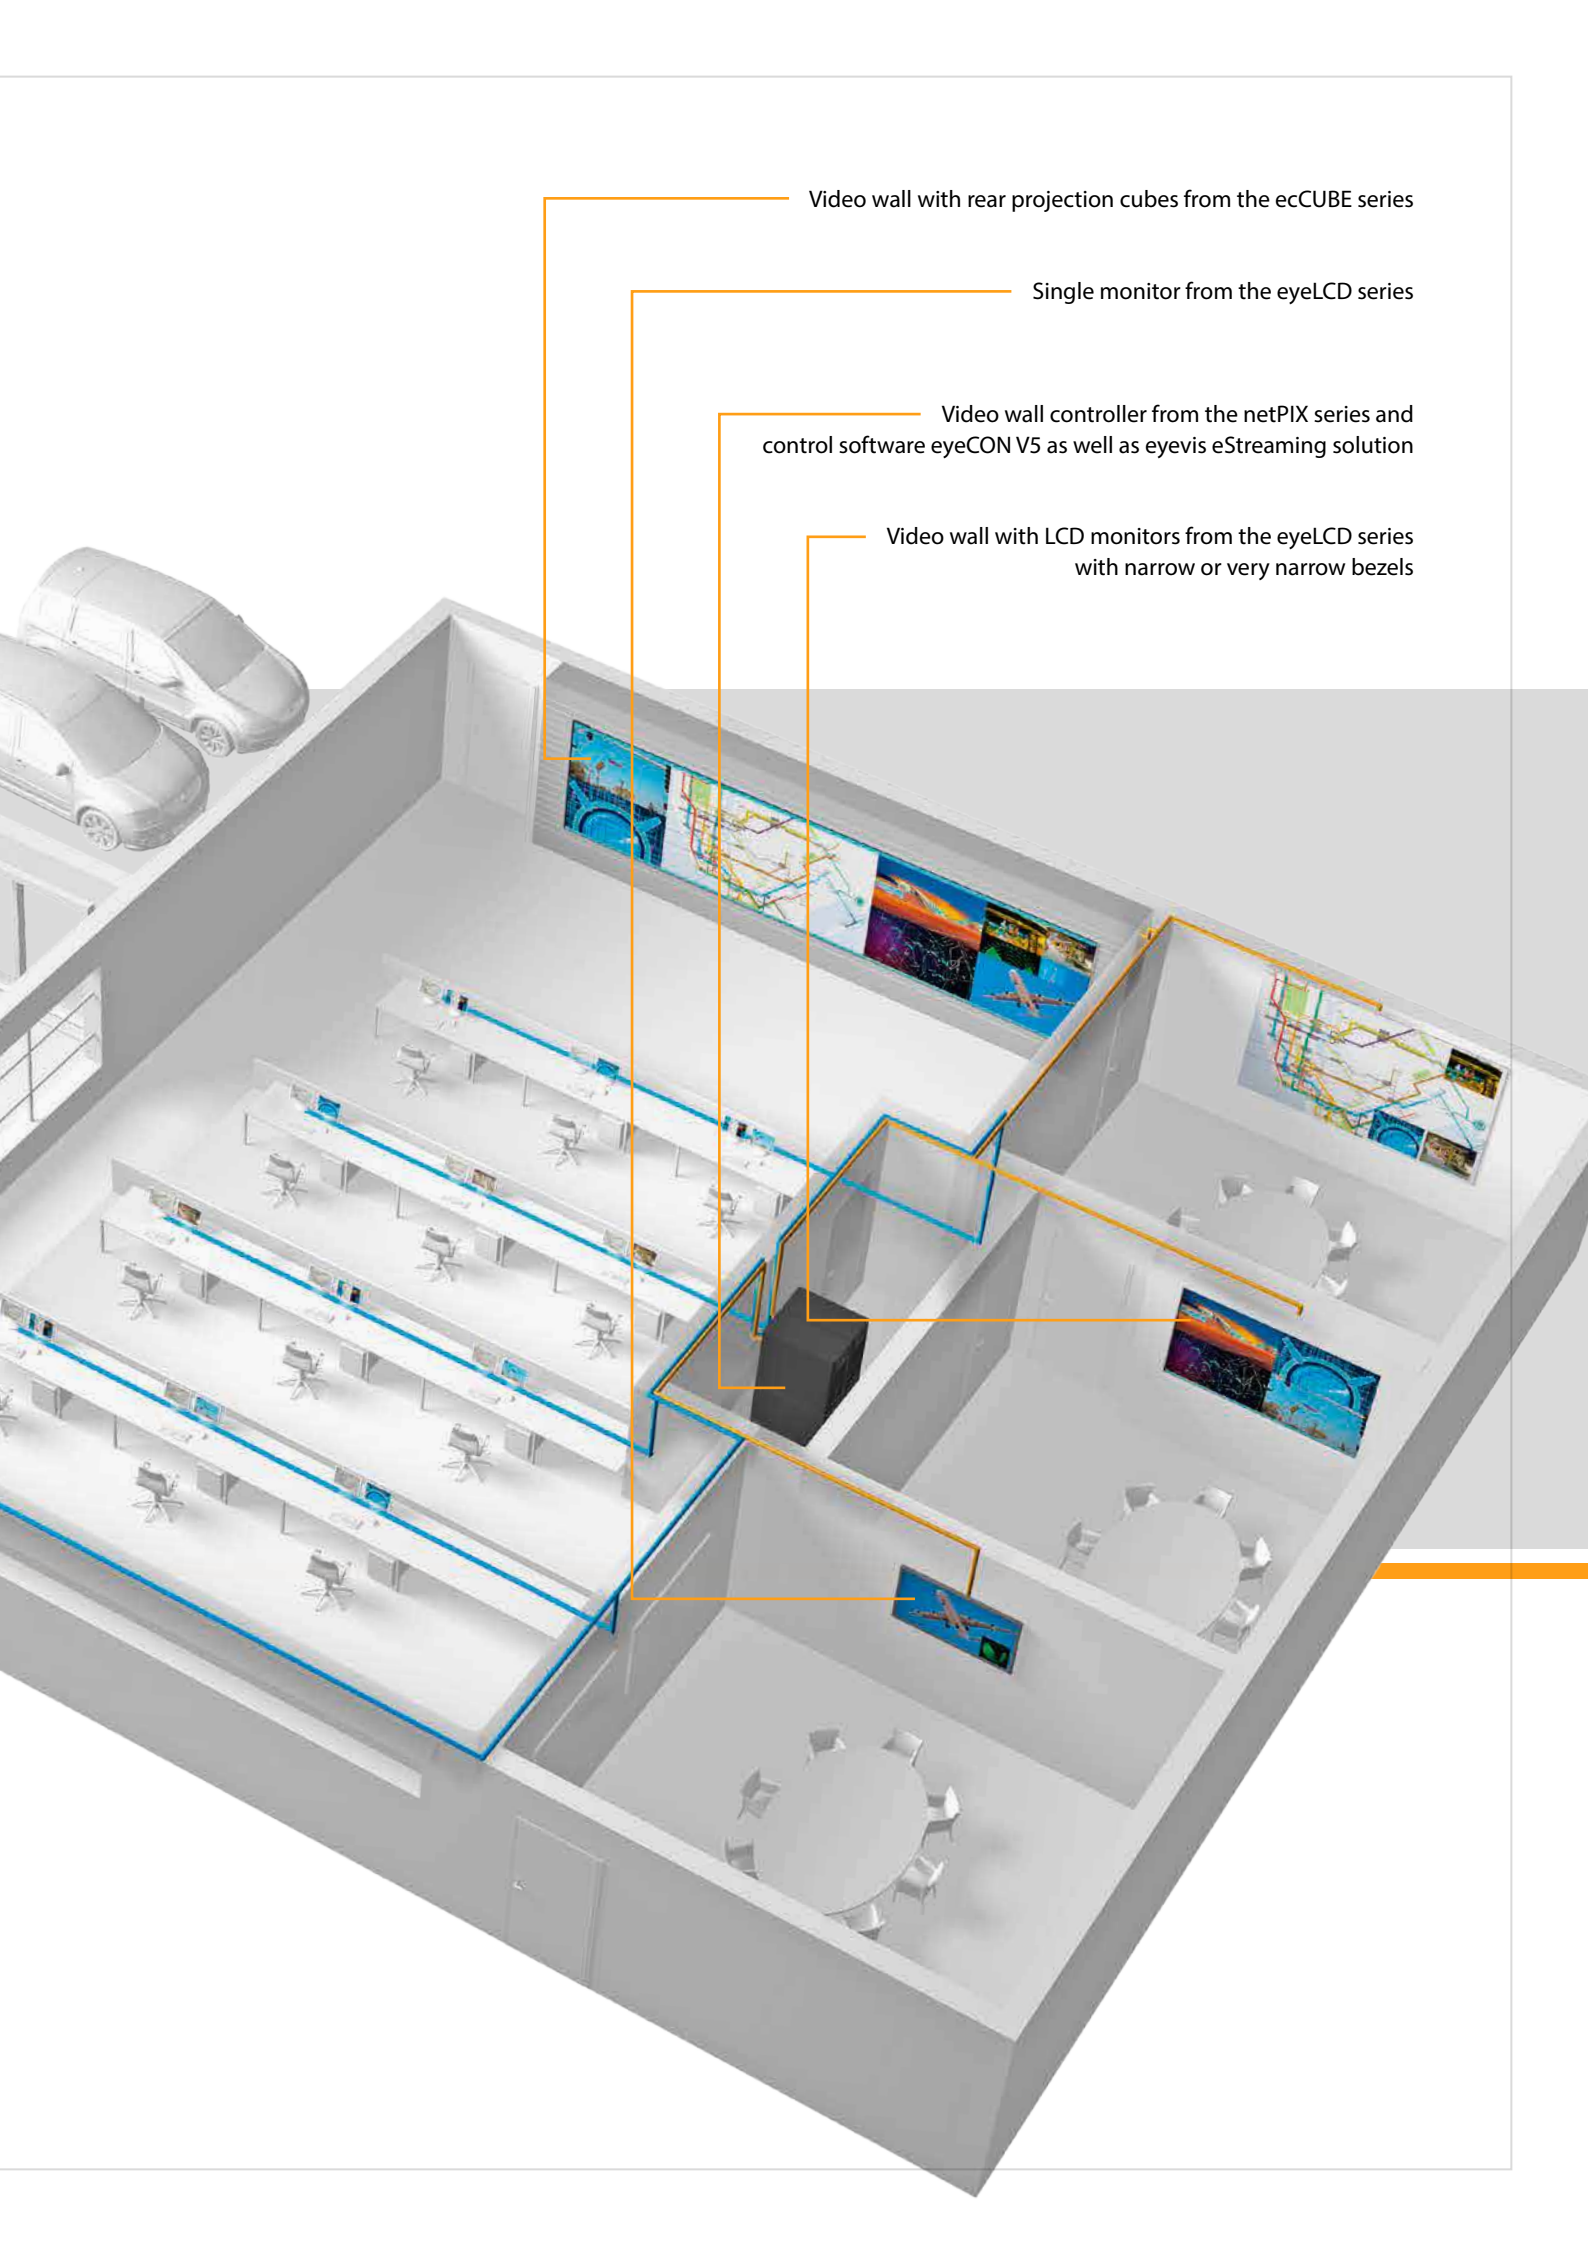 Video wall with rear projection cubes from the ecCUBE series
Single monitor from the eyeLCD series
Video wall controller from the netPIX series and
control software eyeCON V5 as well as eyevis eStreaming solution
Video wall with LCD monitors from the eyeLCD series
with narrow or very narrow bezels